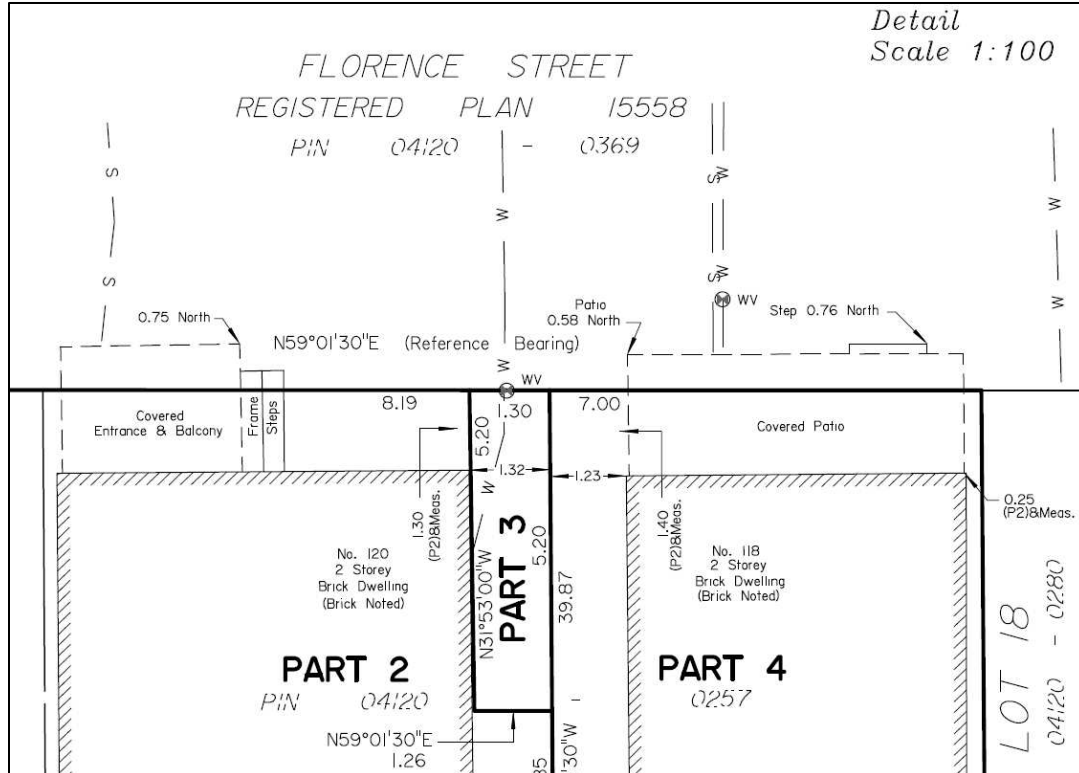 Detail
Scale 1:100
FLORENCE STREET
REGISTERED PLAN 15558
PIN 04120 - 0369
S
S
W
W
W
S
W
S
W
W
W
WV
0.75 North
Patio
0.58 North
Step 0.76 North
N59°01'30"E (Reference Bearing)
WV
8.19
1.30
7.00
Covered
Entrance & Balcony
Frame
Steps
5.20
Covered Patio
1.32
1.23
W
W
1.30
(P2)&Meas.
1.40
(P2)&Meas.
0.25
(P2)&Meas.
No. 120
2 Storey
Brick Dwelling
(Brick Noted)
N31°53'00"W
PART 3
5.20
39.87
No. 118
2 Storey
Brick Dwelling
(Brick Noted)
PART 2
PART 4
PIN 04120 - 0257
LOT 18
04120 - 0280
N59°01'30"E
1.26
30"W